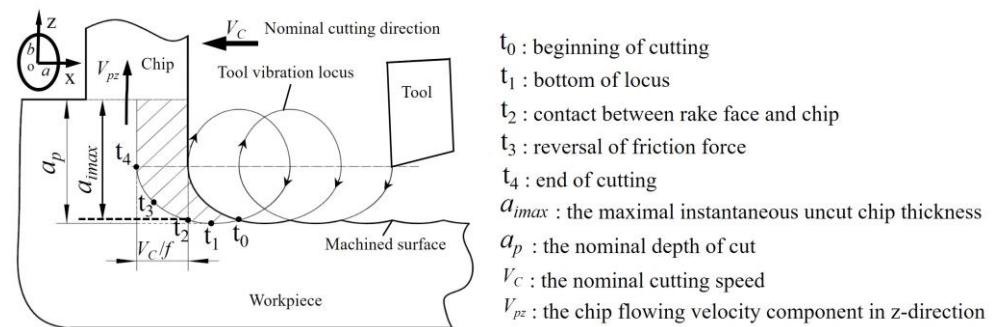 z
b
o
a
x
V_C
Nominal cutting direction
V_pz
Chip
Tool vibration locus
Tool
t_4
a_p
a_imax
t_3
t_2
t_1
t_0
V_C/f
Machined surface
Workpiece
t_0 : beginning of cutting
t_1 : bottom of locus
t_2 : contact between rake face and chip
t_3 : reversal of friction force
t_4 : end of cutting
a_imax : the maximal instantaneous uncut chip thickness
a_p : the nominal depth of cut
V_C : the nominal cutting speed
V_pz : the chip flowing velocity component in z-direction